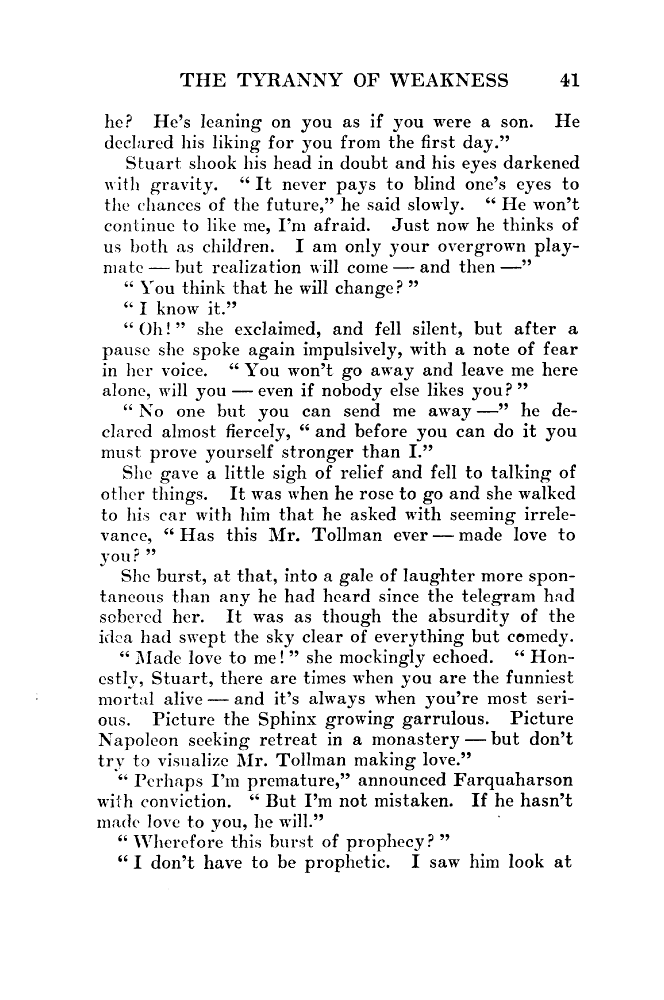 THE TYRANNY OF WEAKNESS 41
he? He's leaning on you as if you were a son. He
declared his liking for you from the first day."
Stuart shook his head in doubt and his eyes darkened
with gravity. "It never pays to blind one's eyes to
the chances of the future," he said slowly. "He won't
continue to like me, I'm afraid. Just now he thinks of
us both as children. I am only your overgrown play-
mate — but realization will come — and then —"
"You think that he will change?"
"I know it."
"Oh!" she exclaimed, and fell silent, but after a
pause she spoke again impulsively, with a note of fear
in her voice. "You won't go away and leave me here
alone, will you — even if nobody else likes you?"
"No one but you can send me away —" he de-
clared almost fiercely, "and before you can do it you
must prove yourself stronger than I."
She gave a little sigh of relief and fell to talking of
other things. It was when he rose to go and she walked
to his car with him that he asked with seeming irrele-
vance, "Has this Mr. Tollman ever — made love to
you?"
She burst, at that, into a gale of laughter more spon-
taneous than any he had heard since the telegram had
sobered her. It was as though the absurdity of the
idea had swept the sky clear of everything but comedy.
"Made love to me!" she mockingly echoed. "Hon-
estly, Stuart, there are times when you are the funniest
mortal alive — and it's always when you're most seri-
ous. Picture the Sphinx growing garrulous. Picture
Napoleon seeking retreat in a monastery — but don't
try to visualize Mr. Tollman making love."
"Perhaps I'm premature," announced Farquaharson
with conviction. "But I'm not mistaken. If he hasn't
made love to you, he will."
"Wherefore this burst of prophecy?"
"I don't have to be prophetic. I saw him look at